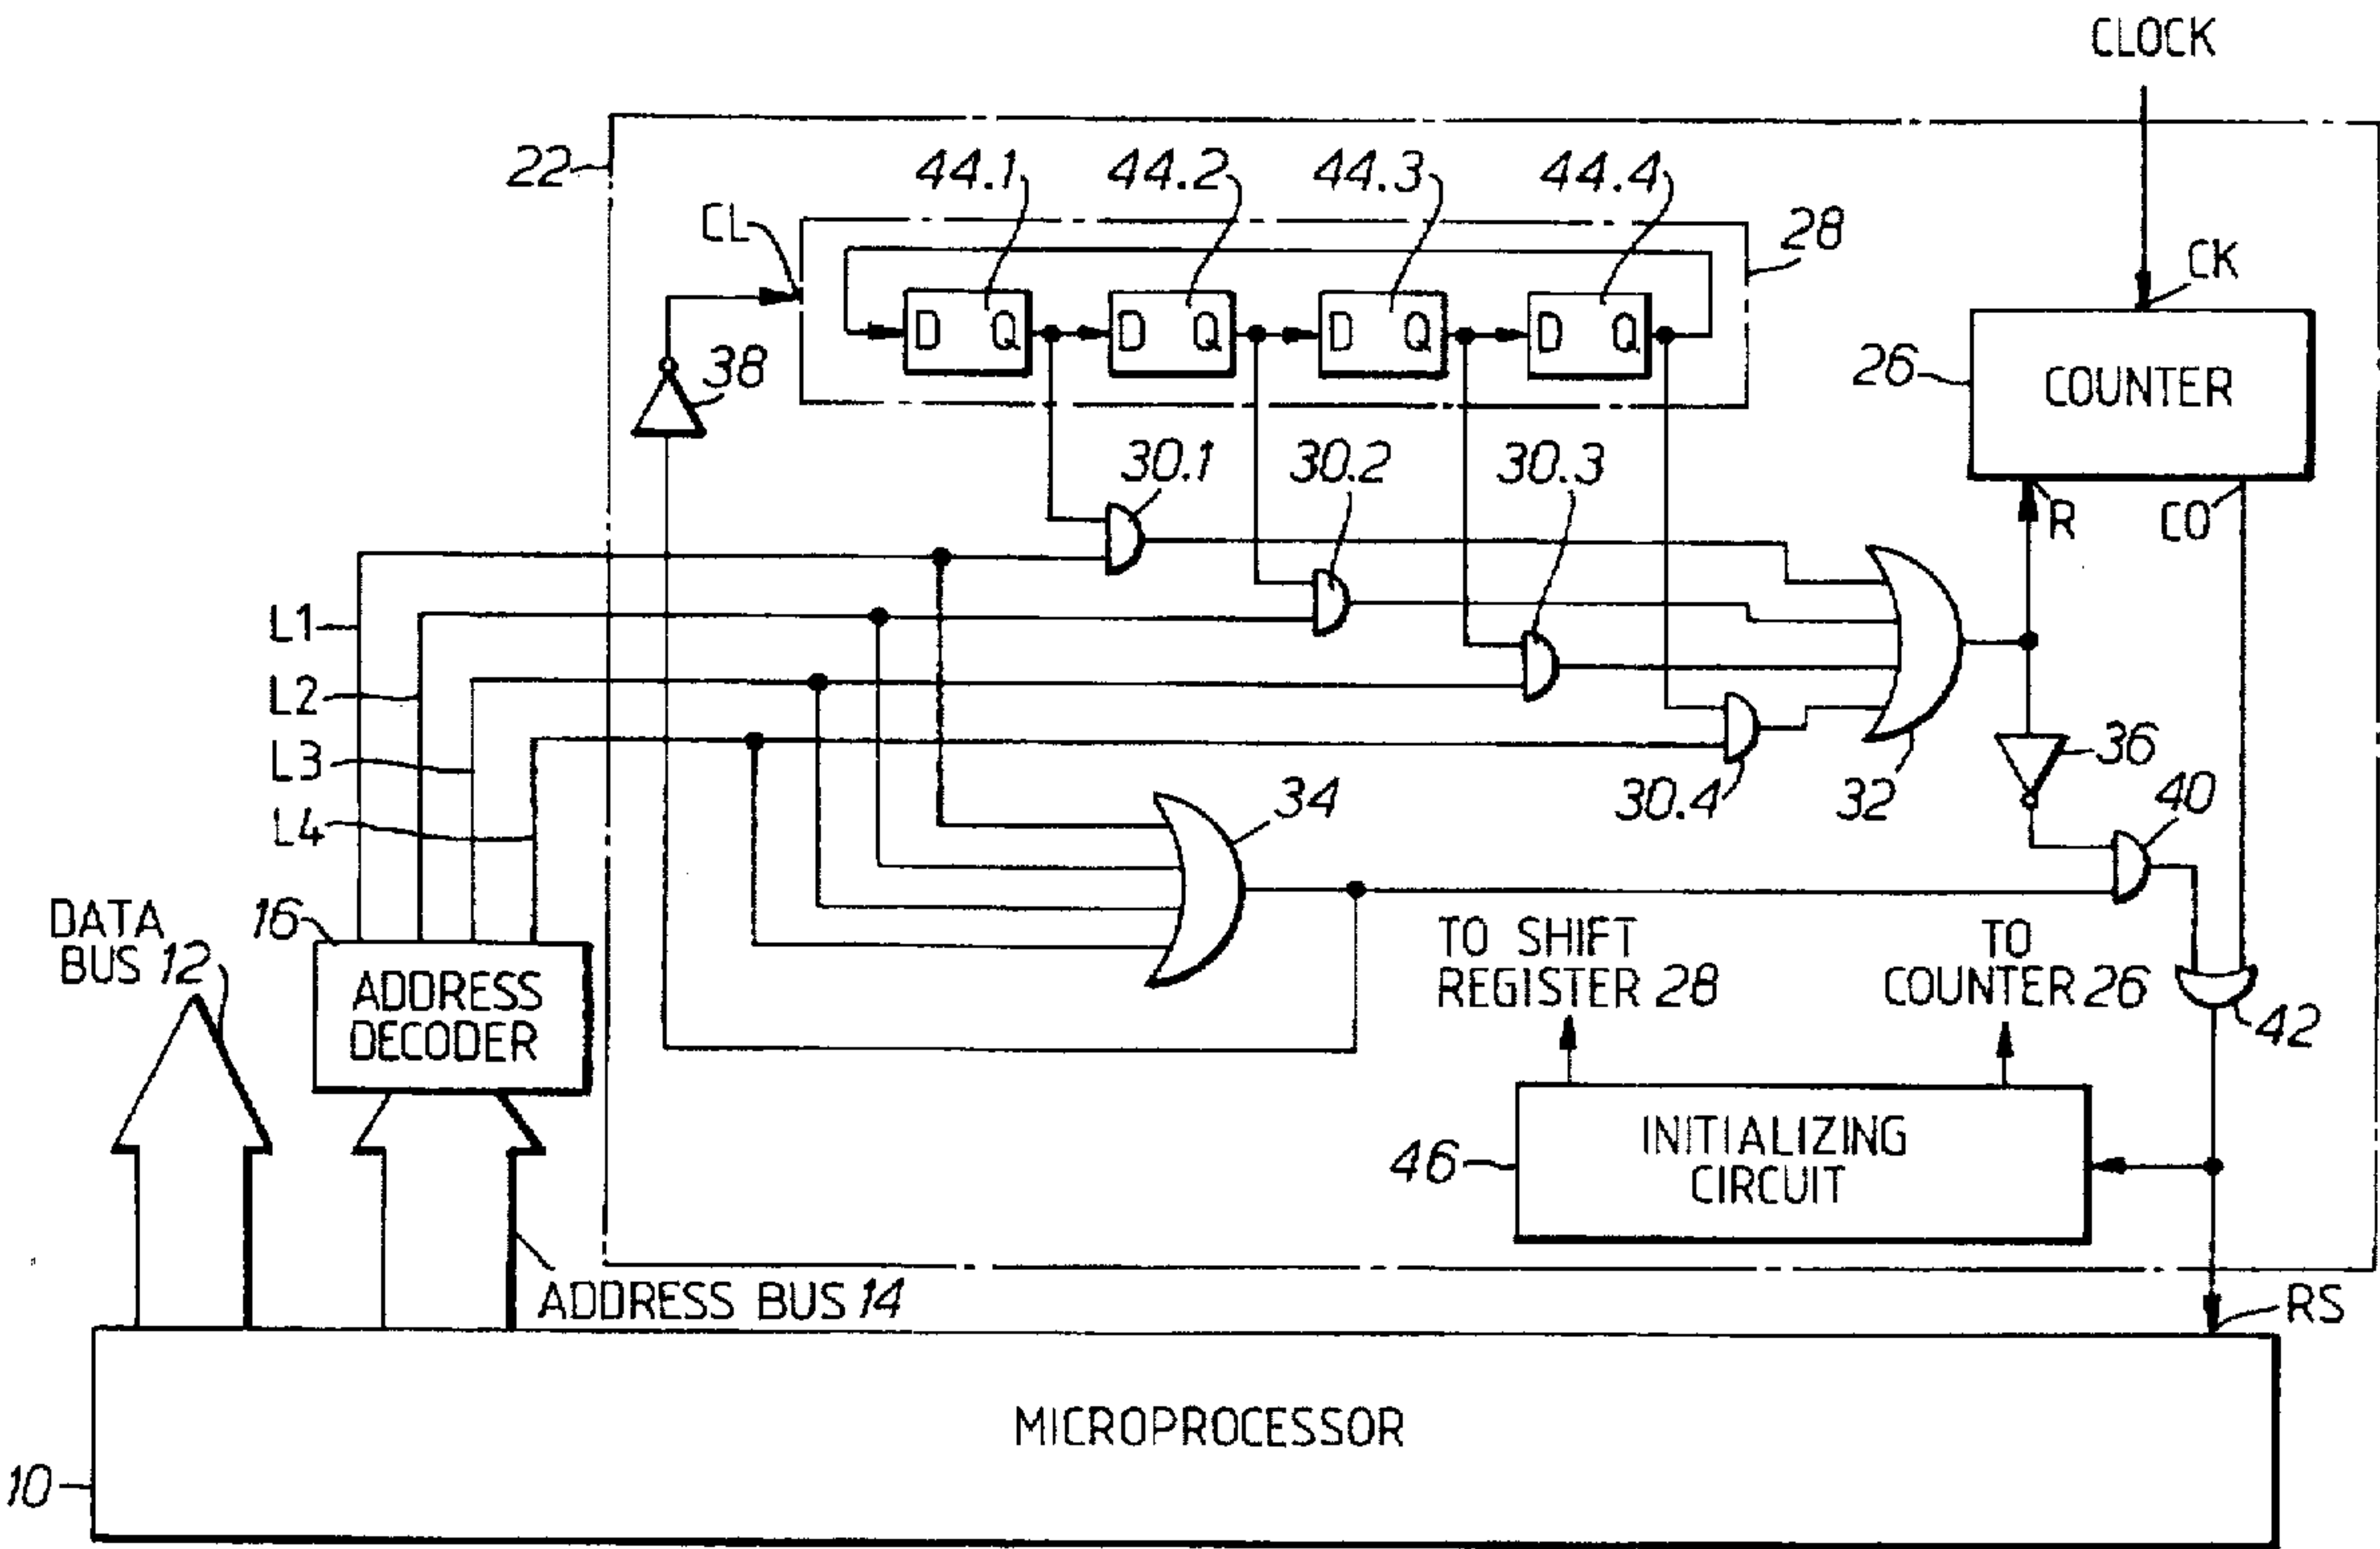 CLOCK
22
44.1
44.2
44.3
44.4
CL
28
CK
D Q
D Q
D Q
D Q
38
26
COUNTER
30.1
30.2
30.3
R
CO
L1
L2
L3
L4
36
34
30.4
32
40
DATA
BUS 12
16
ADDRESS
DECODER
TO SHIFT
REGISTER 28
TO
COUNTER 26
42
46
INITIALIZING
CIRCUIT
ADDRESS BUS 14
RS
MICROPROCESSOR
10